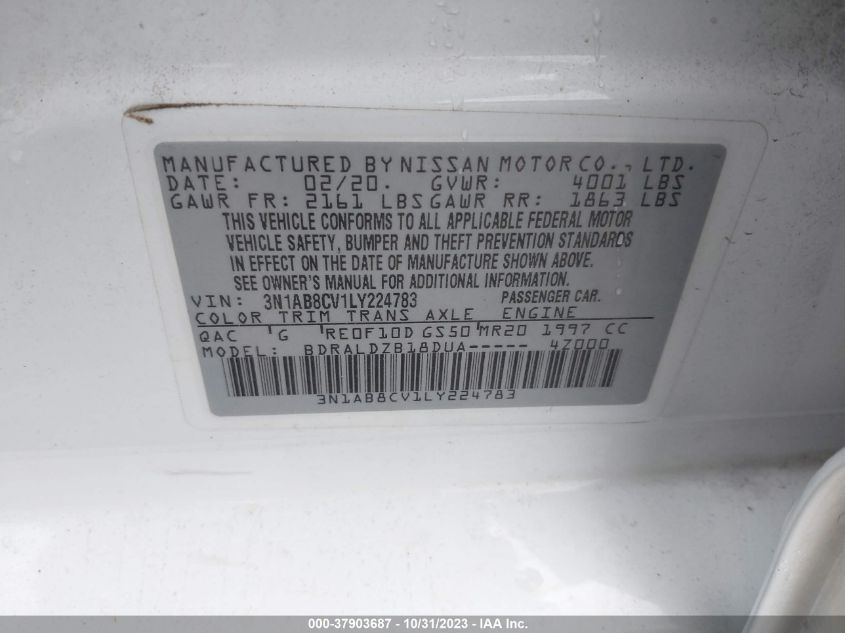 MANUFACTURED BY NISSAN MOTOR CO., LTD.
DATE: 02/20. GVWR: 4001 LBS
GAWR FR: 2161 LBS GAWR RR: 1863 LBS
THIS VEHICLE CONFORMS TO ALL APPLICABLE FEDERAL MOTOR
VEHICLE SAFETY, BUMPER AND THEFT PREVENTION STANDARDS
IN EFFECT ON THE DATE OF MANUFACTURE SHOWN ABOVE.
SEE OWNER'S MANUAL FOR ADDITIONAL INFORMATION.
VIN: 3N1AB8CV1LY224783 PASSENGER CAR.
COLOR TRIM TRANS AXLE ENGINE
QAC 'G 'RE0F10D GS50'MR20 1997 CC
MODEL: BDRALDZB18DUA----- 4Z000
3N1AB8CV1LY224783
000-37903687 - 10/31/2023 - IAA Inc.